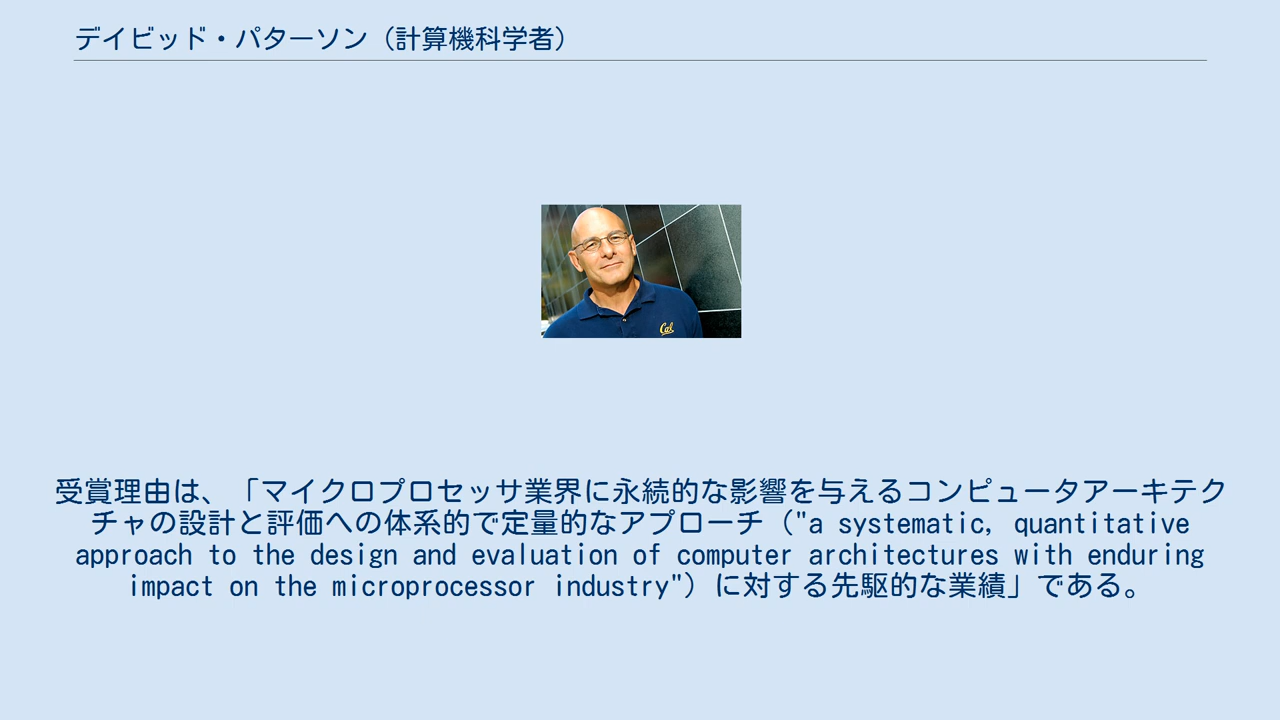 デイビッド・パターソン（計算機科学者）
Cal
受賞理由は、「マイクロプロセッサ業界に永続的な影響を与えるコンピュータアーキテク
チャの設計と評価への体系的で定量的なアプローチ（"a systematic, quantitative
approach to the design and evaluation of computer architectures with enduring
impact on the microprocessor industry"）に対する先駆的な業績」である。